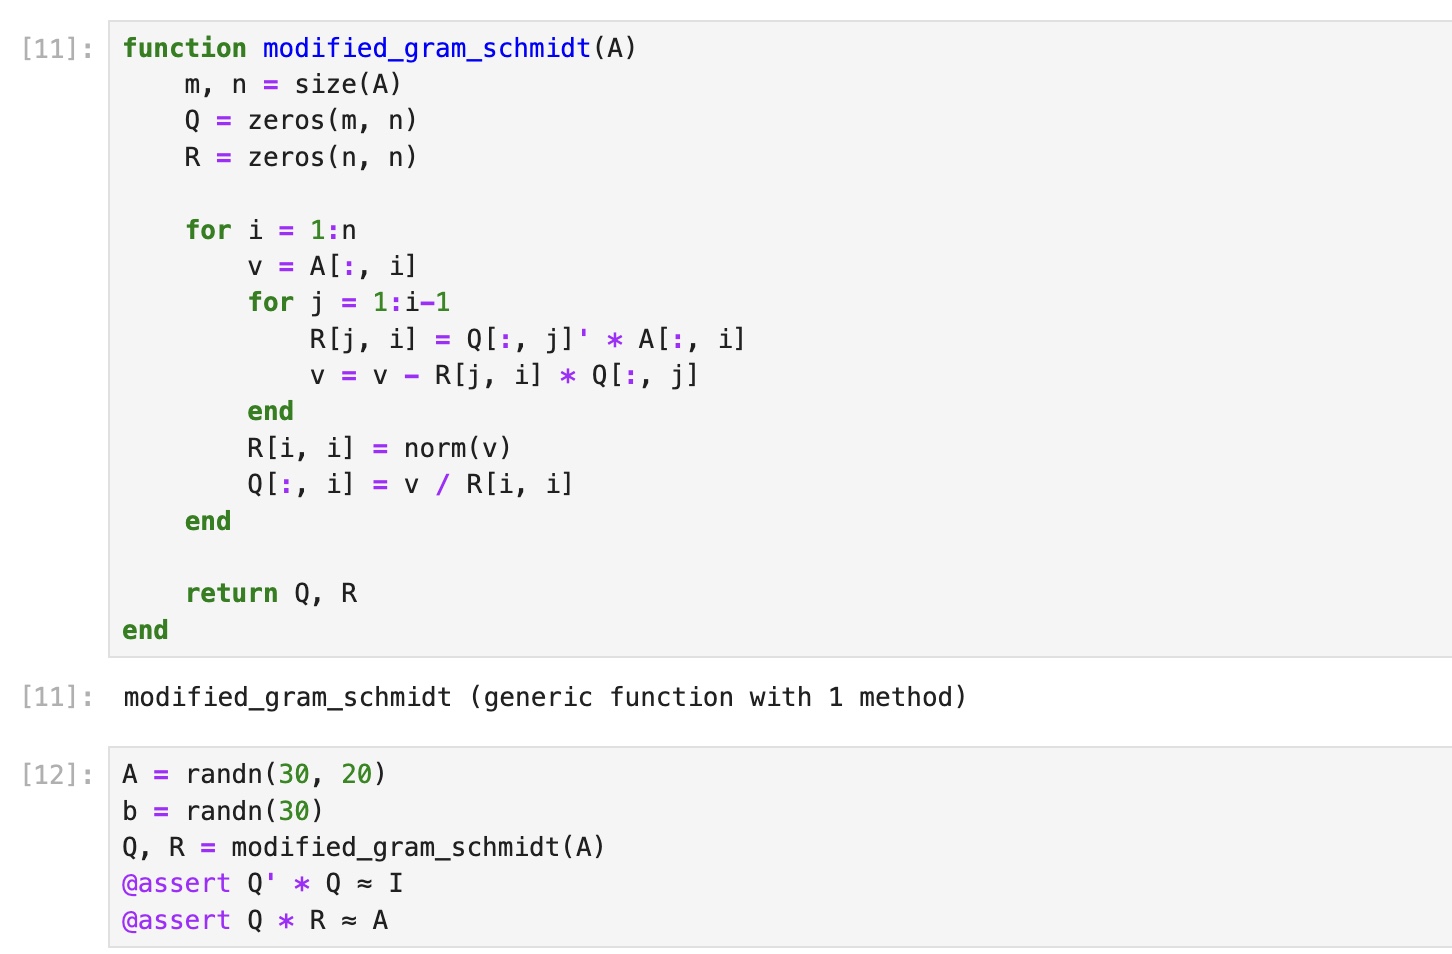 [11]: function modified_gram_schmidt(A)
    m, n = size(A)
    Q = zeros(m, n)
    R = zeros(n, n)

    for i = 1:n
        v = A[:, i]
        for j = 1:i-1
            R[j, i] = Q[:, j]' * A[:, i]
            v = v - R[j, i] * Q[:, j]
        end
        R[i, i] = norm(v)
        Q[:, i] = v / R[i, i]
    end

    return Q, R
end
[11]: modified_gram_schmidt (generic function with 1 method)
[12]: A = randn(30, 20)
b = randn(30)
Q, R = modified_gram_schmidt(A)
@assert Q' * Q ≈ I
@assert Q * R ≈ A